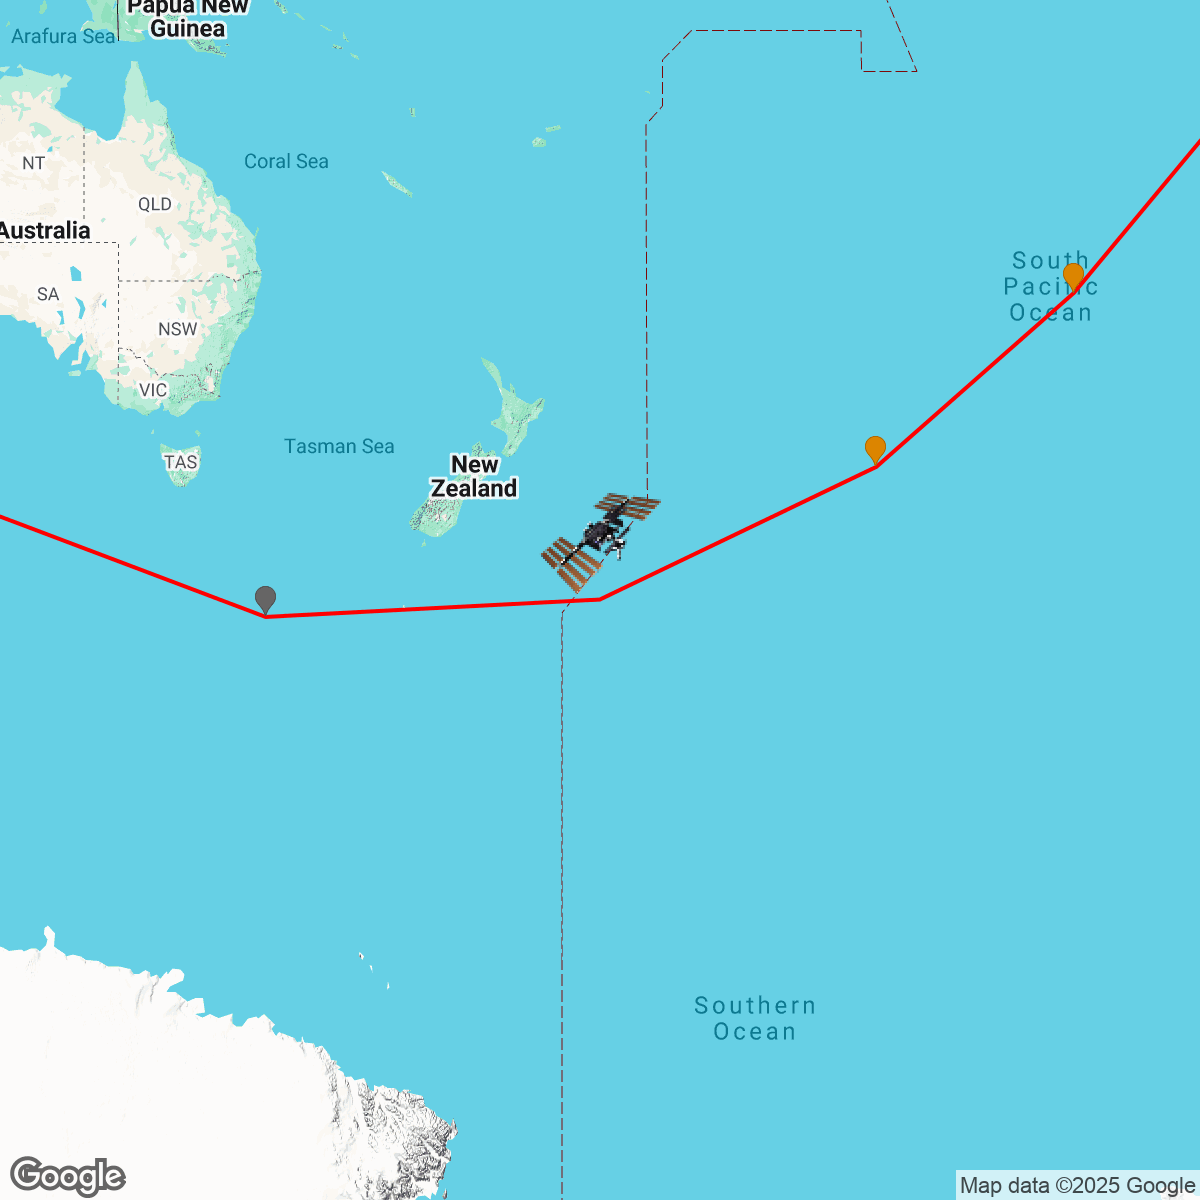 Papua New
Guinea
Arafura Sea
Coral Sea
NT
QLD
Australia
South
Pacific
Ocean
SA
NSW
VIC
Tasman Sea
TAS
New
Zealand
Southern
Ocean
Google
Map data ©2025 Google